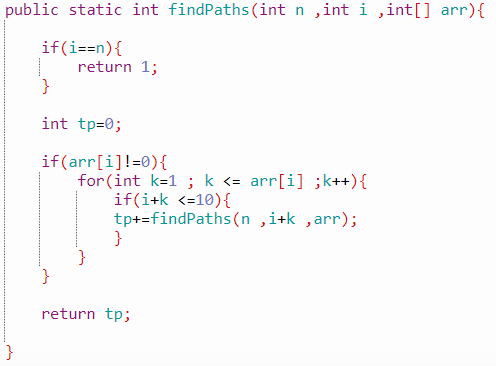 public static int findPaths(int n ,int i ,int[] arr){
if(i==n){
return 1;
}
int tp=0;
if(arr[i]!=0){
for(int k=1 ; k <= arr[i] ;k++){
if(i+k <=10){
tp+=findPaths(n ,i+k ,arr);
}
}
}
return tp;
}